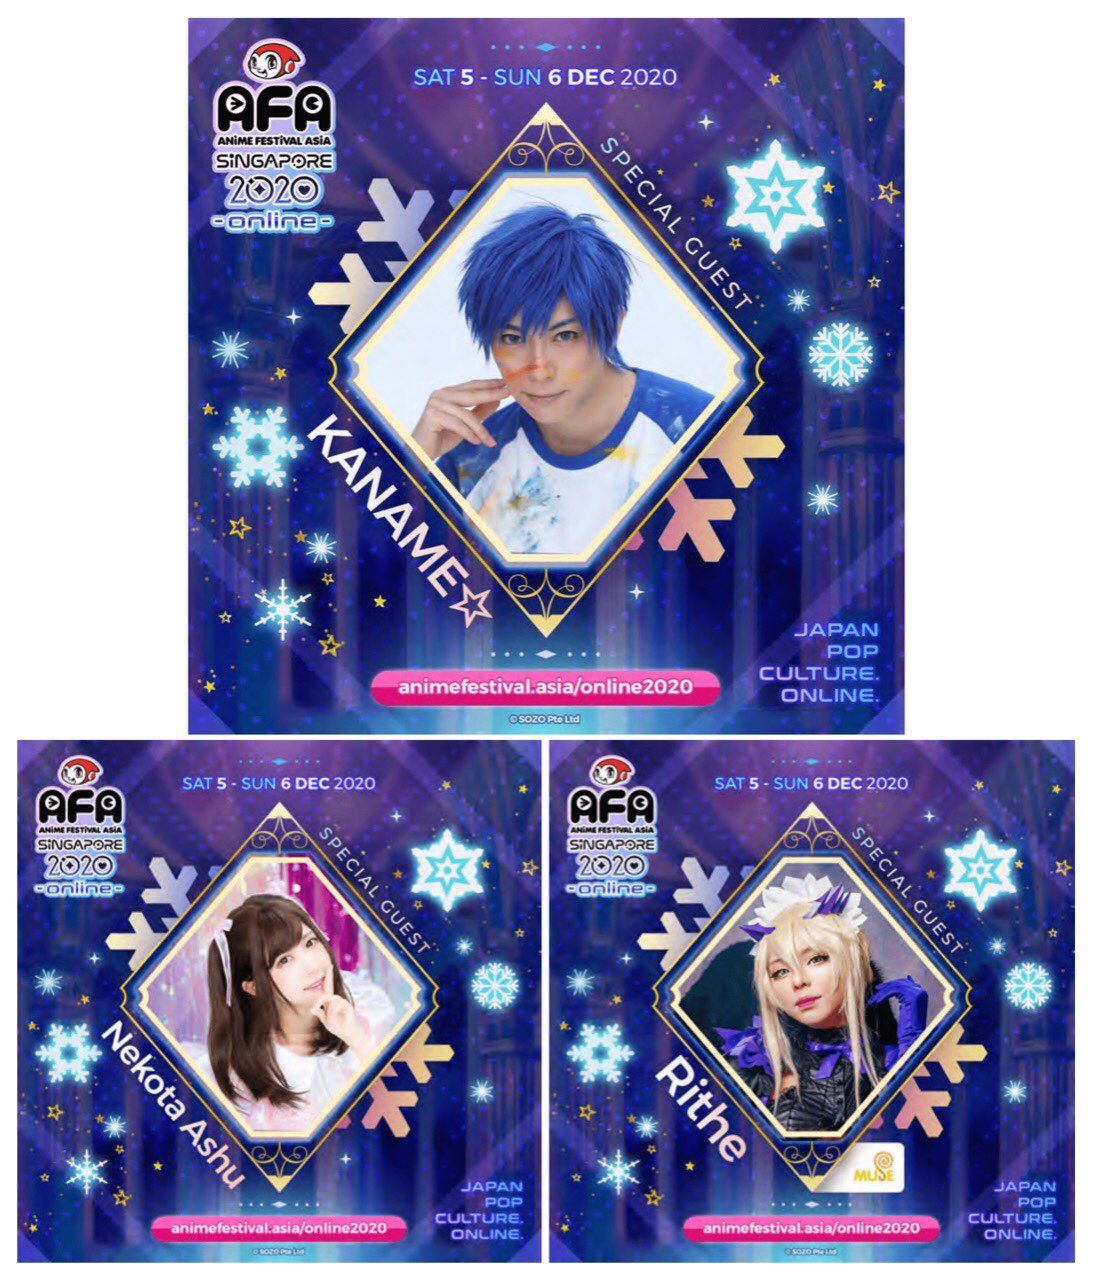 SAT 5 - SUN 6 DEC 2020
AFA
ANiME FESTiVAL ASiA
SiNGAPORE
2020
-online-
SPECIAL GUEST
KANAME☆
JAPAN
POP
CULTURE.
ONLINE.
animefestival.asia/online2020
© SOZO Pte Ltd
SAT 5 - SUN 6 DEC 2020
AFA
ANiME FESTiVAL ASiA
SiNGAPORE
2020
-online-
SPECIAL GUEST
Nekota Ashu
JAPAN
POP
CULTURE.
ONLINE.
animefestival.asia/online2020
© SOZO Pte Ltd
SAT 5 - SUN 6 DEC 2020
AFA
ANiME FESTiVAL ASiA
SiNGAPORE
2020
-online-
SPECIAL GUEST
Rithe
MUSE
JAPAN
POP
CULTURE.
ONLINE.
animefestival.asia/online2020
© SOZO Pte Ltd